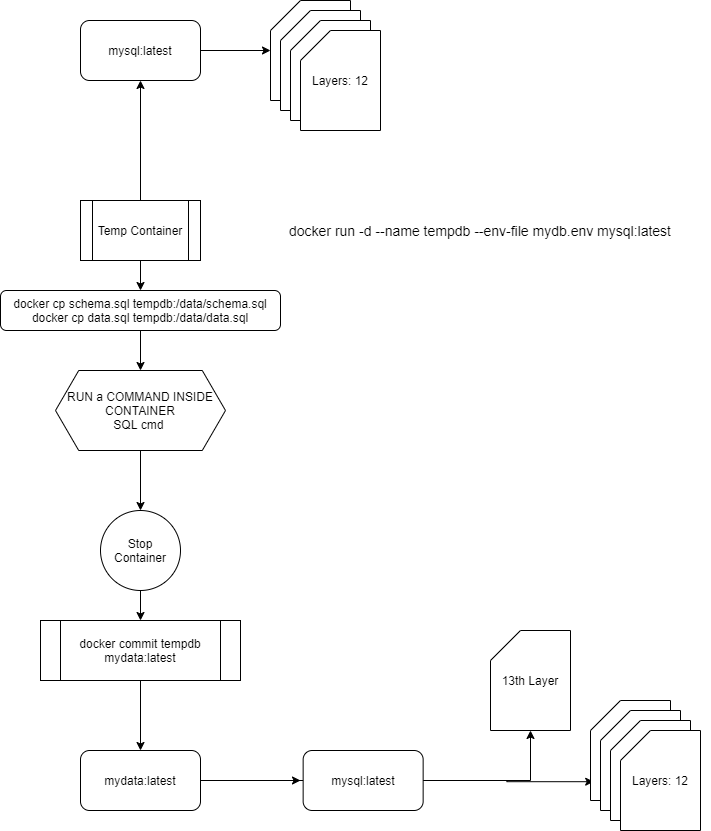 mysql:latest
Layers: 12
Temp Container
docker run -d --name tempdb --env-file mydb.env mysql:latest
docker cp schema.sql tempdb:/data/schema.sql
docker cp data.sql tempdb:/data/data.sql
RUN a COMMAND INSIDE
CONTAINER
SQL cmd
Stop
Container
docker commit tempdb
mydata:latest
13th Layer
mydata:latest
mysql:latest
Layers: 12